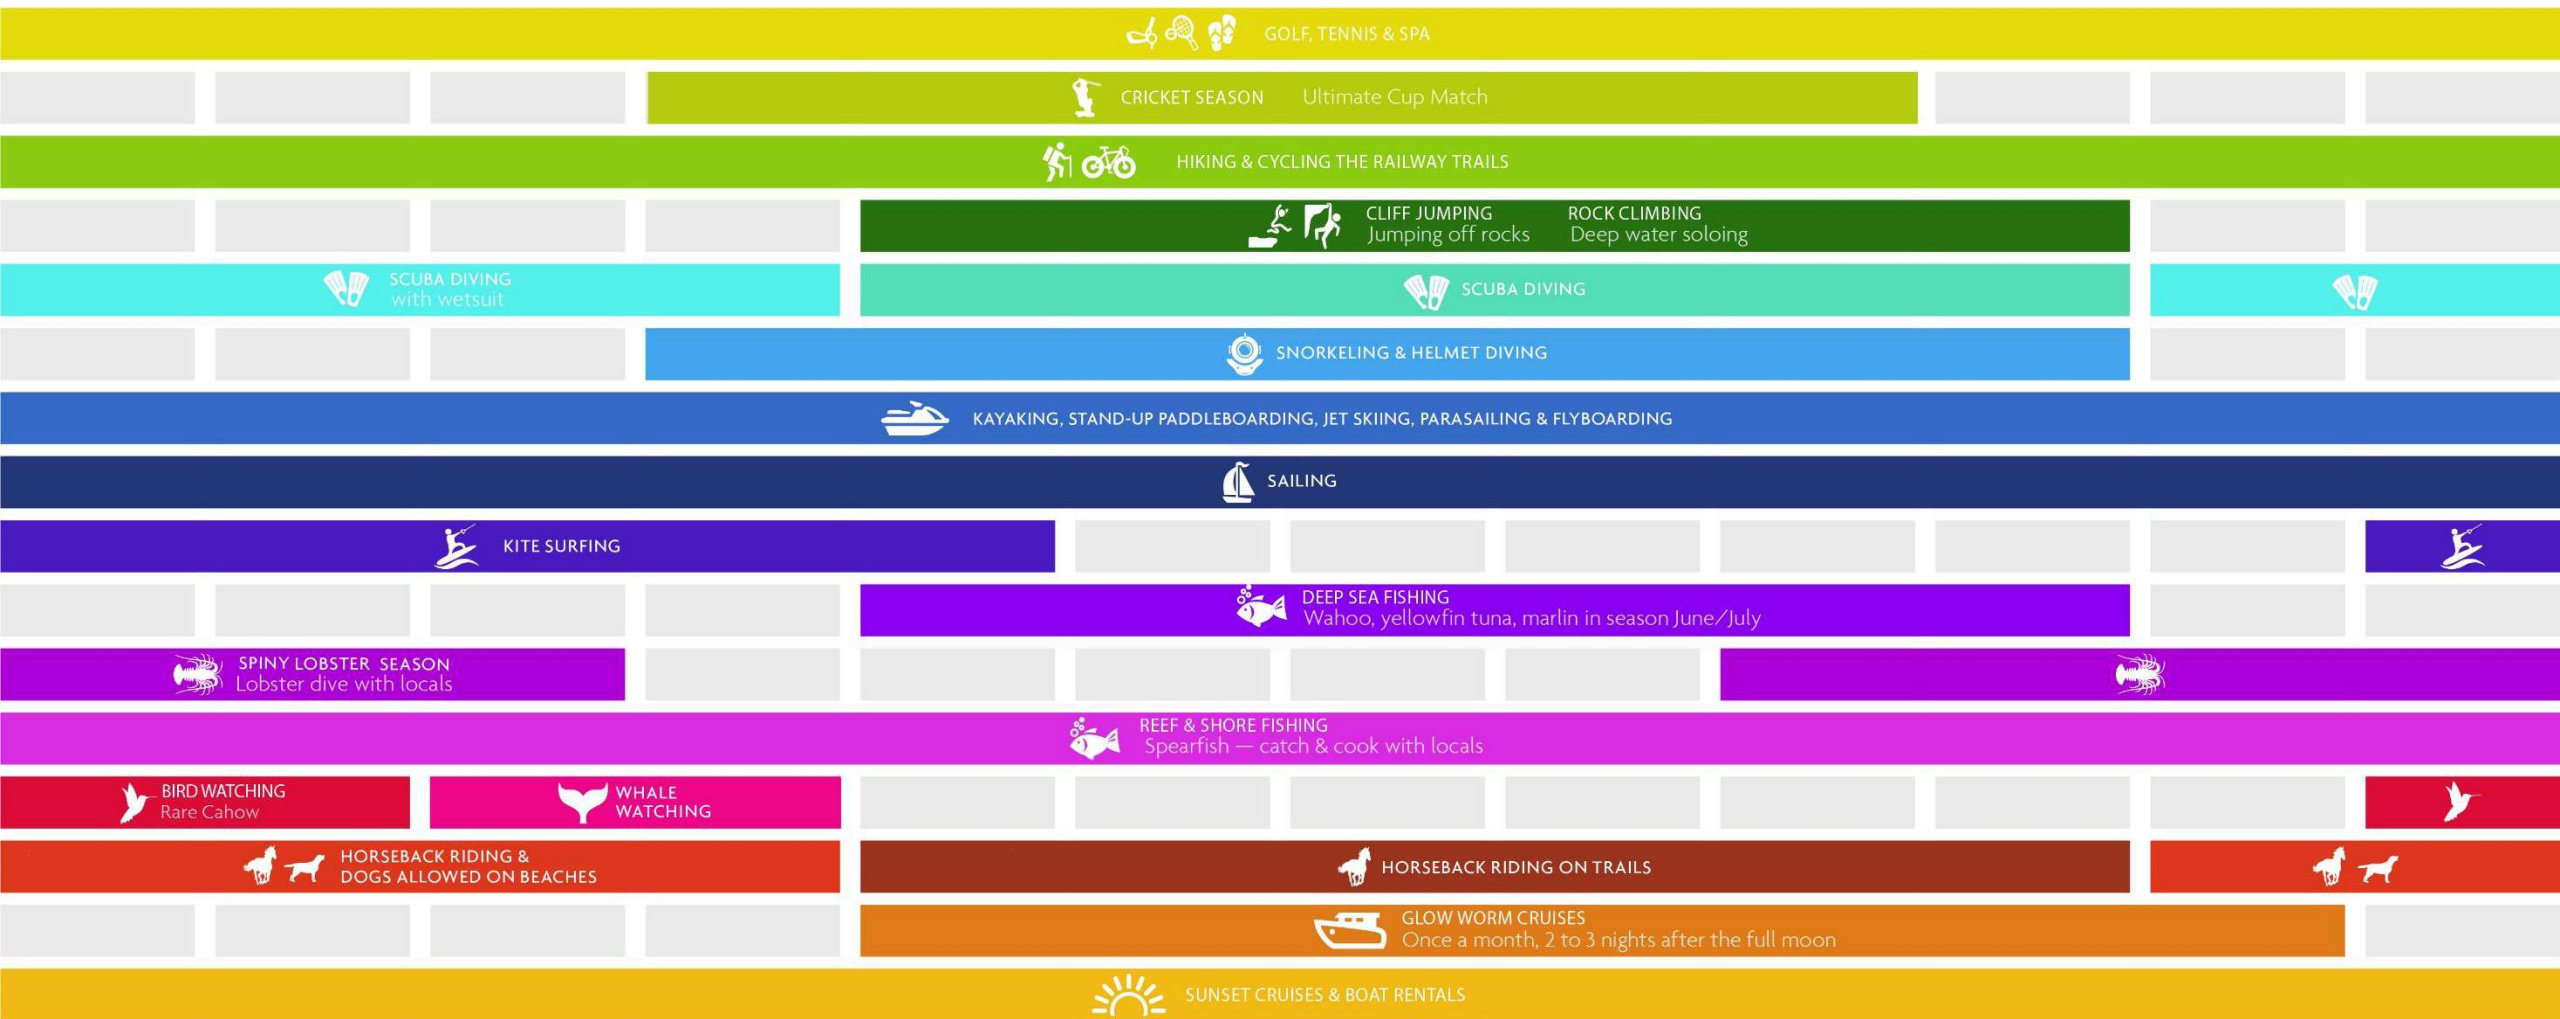 GOLF, TENNIS & SPA
CRICKET SEASON Ultimate Cup Match
HIKING & CYCLING THE RAILWAY TRAILS
CLIFF JUMPING
Jumping off rocks
ROCK CLIMBING
Deep water soloing
SCUBA DIVING
with wetsuit
SCUBA DIVING
SNORKELING & HELMET DIVING
KAYAKING, STAND-UP PADDLEBOARDING, JET SKIING, PARASAILING & FLYBOARDING
SAILING
KITE SURFING
DEEP SEA FISHING
Wahoo, yellowfin tuna, marlin in season June/July
SPINY LOBSTER SEASON
Lobster dive with locals
REEF & SHORE FISHING
Spearfish — catch & cook with locals
BIRD WATCHING
Rare Cahow
WHALE
WATCHING
HORSEBACK RIDING &
DOGS ALLOWED ON BEACHES
HORSEBACK RIDING ON TRAILS
GLOW WORM CRUISES
Once a month, 2 to 3 nights after the full moon
SUNSET CRUISES & BOAT RENTALS